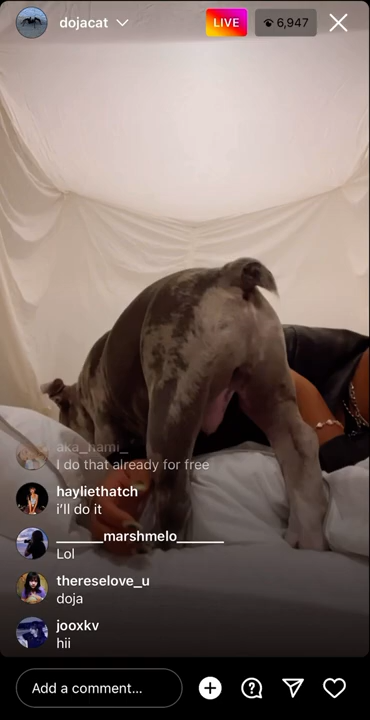 dojacat
LIVE
6,947
aka_nami_
I do that already for free
hayliethatch
i'll do it
______marshmelo______
Lol
thereselove_u
doja
jooxkv
hii
Add a comment...